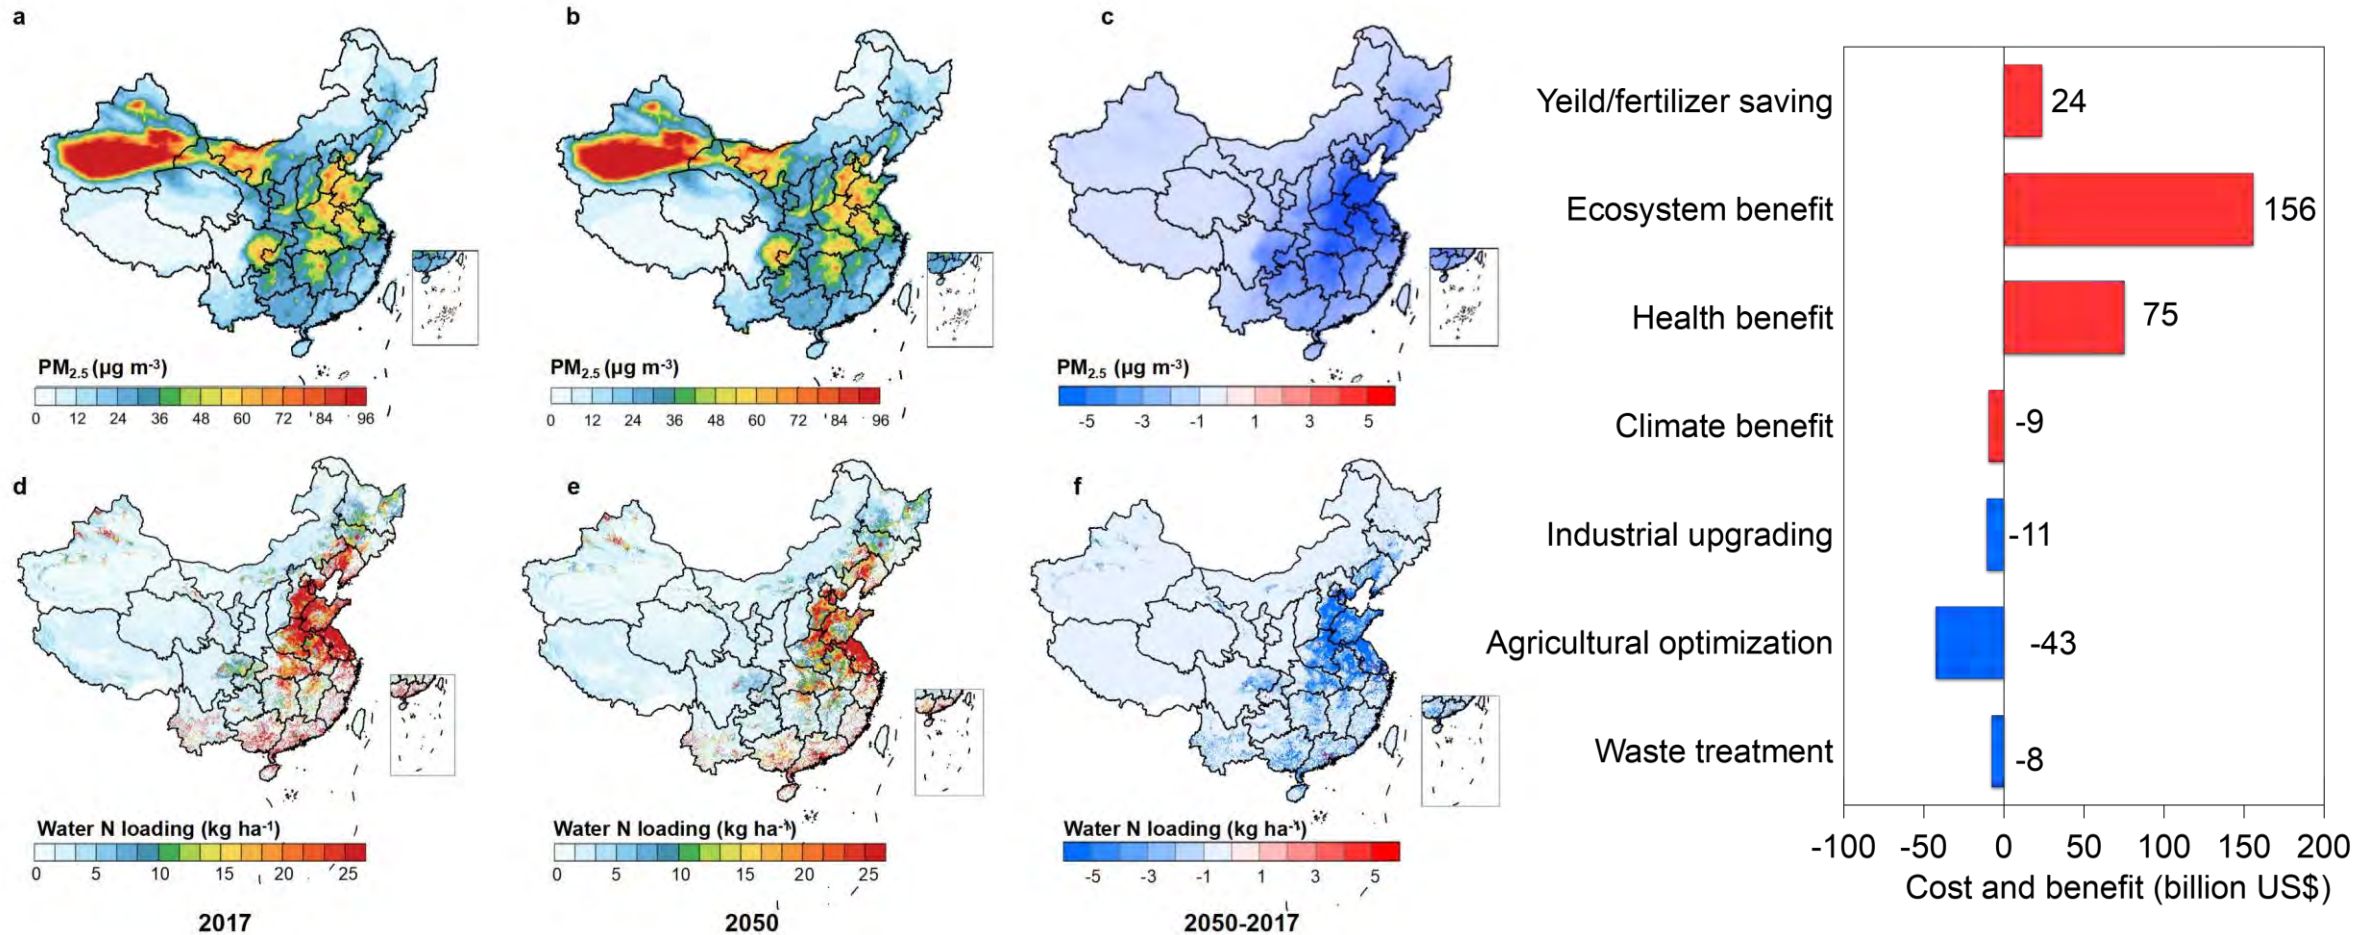 a
b
c
PM2.5 (µg m-3)
0 12 24 36 48 60 72 84 96
PM2.5 (µg m-3)
0 12 24 36 48 60 72 84 96
PM2.5 (µg m-3)
-5 -3 -1 1 3 5
d
e
f
Water N loading (kg ha-1)
0 5 10 15 20 25
Water N loading (kg ha-1)
0 5 10 15 20 25
Water N loading (kg ha-1)
-5 -3 -1 1 3 5
2017
2050
2050-2017
Yeild/fertilizer saving 24
Ecosystem benefit 156
Health benefit 75
Climate benefit -9
Industrial upgrading -11
Agricultural optimization -43
Waste treatment -8
-100 -50 0 50 100 150 200
Cost and benefit (billion US$)